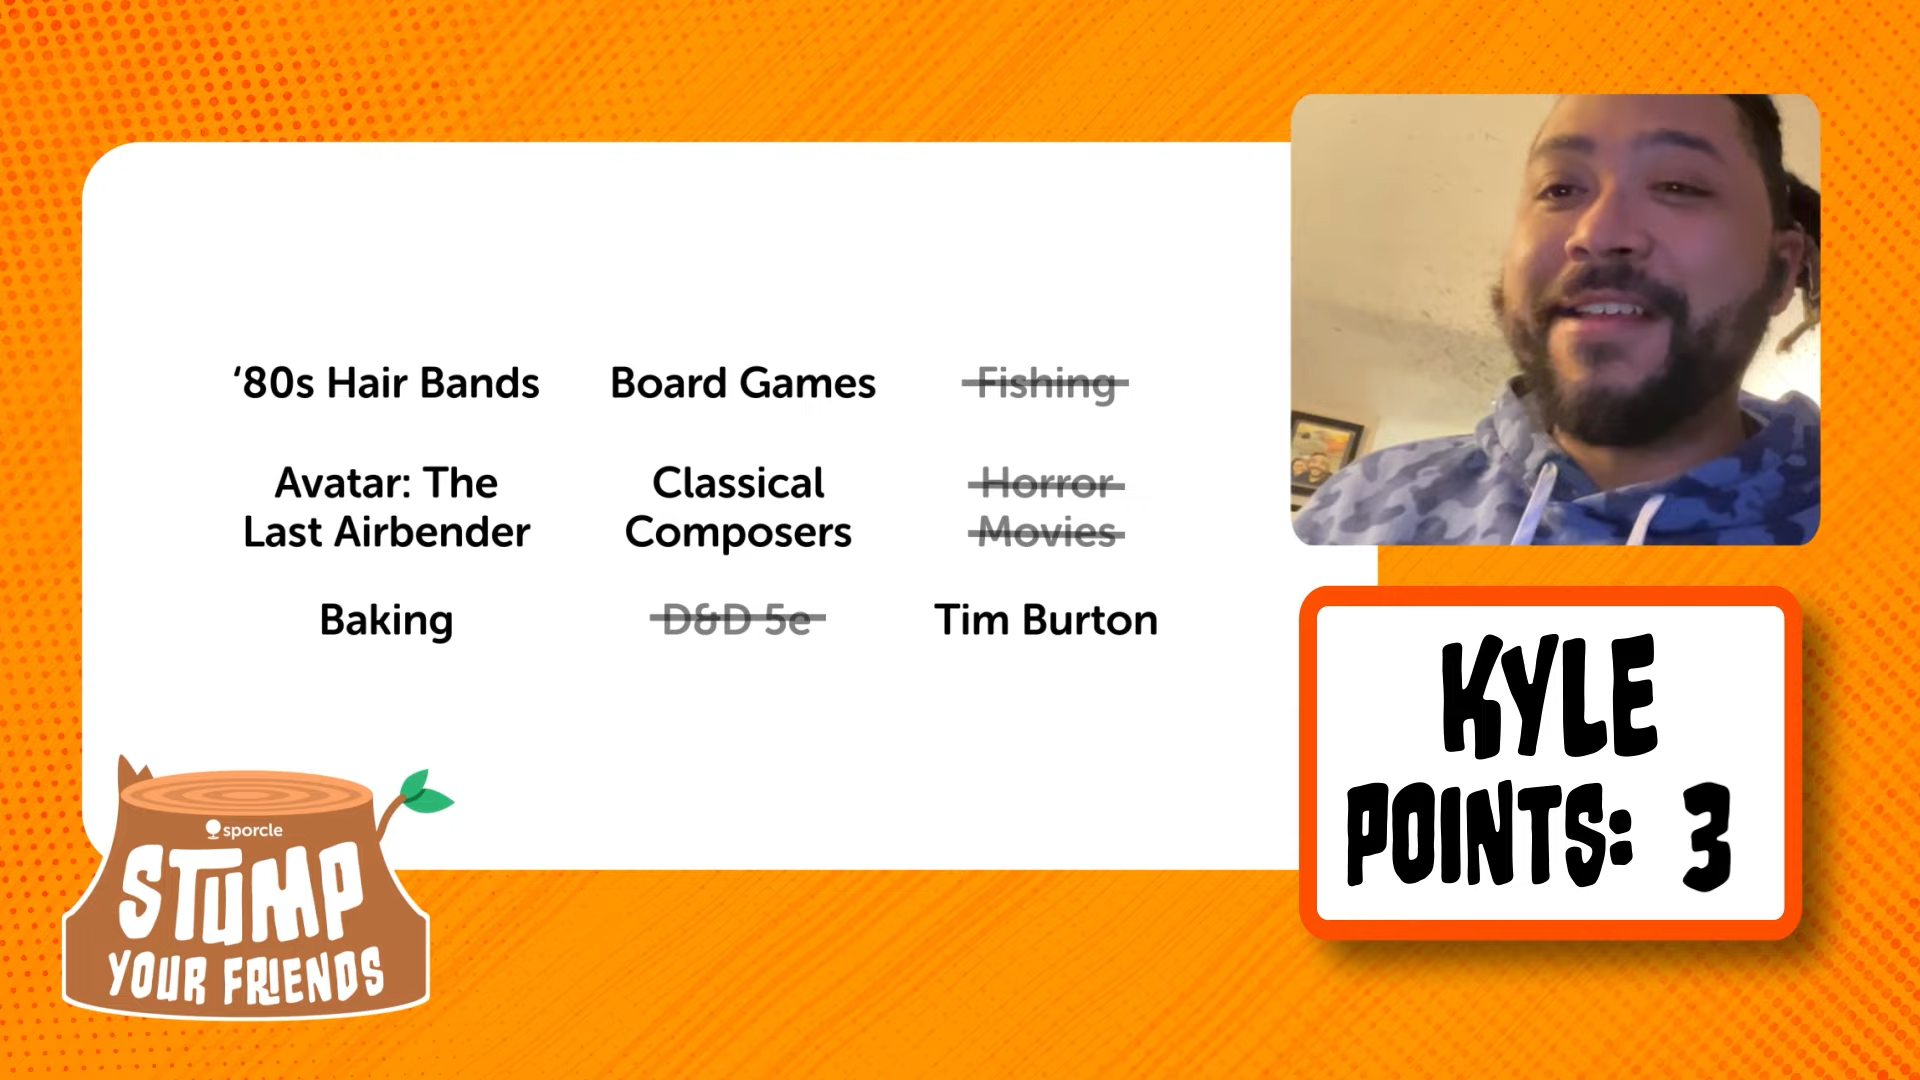 ‘80s Hair Bands
Board Games
Fishing
Avatar: The
Last Airbender
Classical
Composers
Horror
Movies
Baking
D&D 5e
Tim Burton
sporcle
STUMP
YOUR FRIENDS
KYLE
POINTS: 3